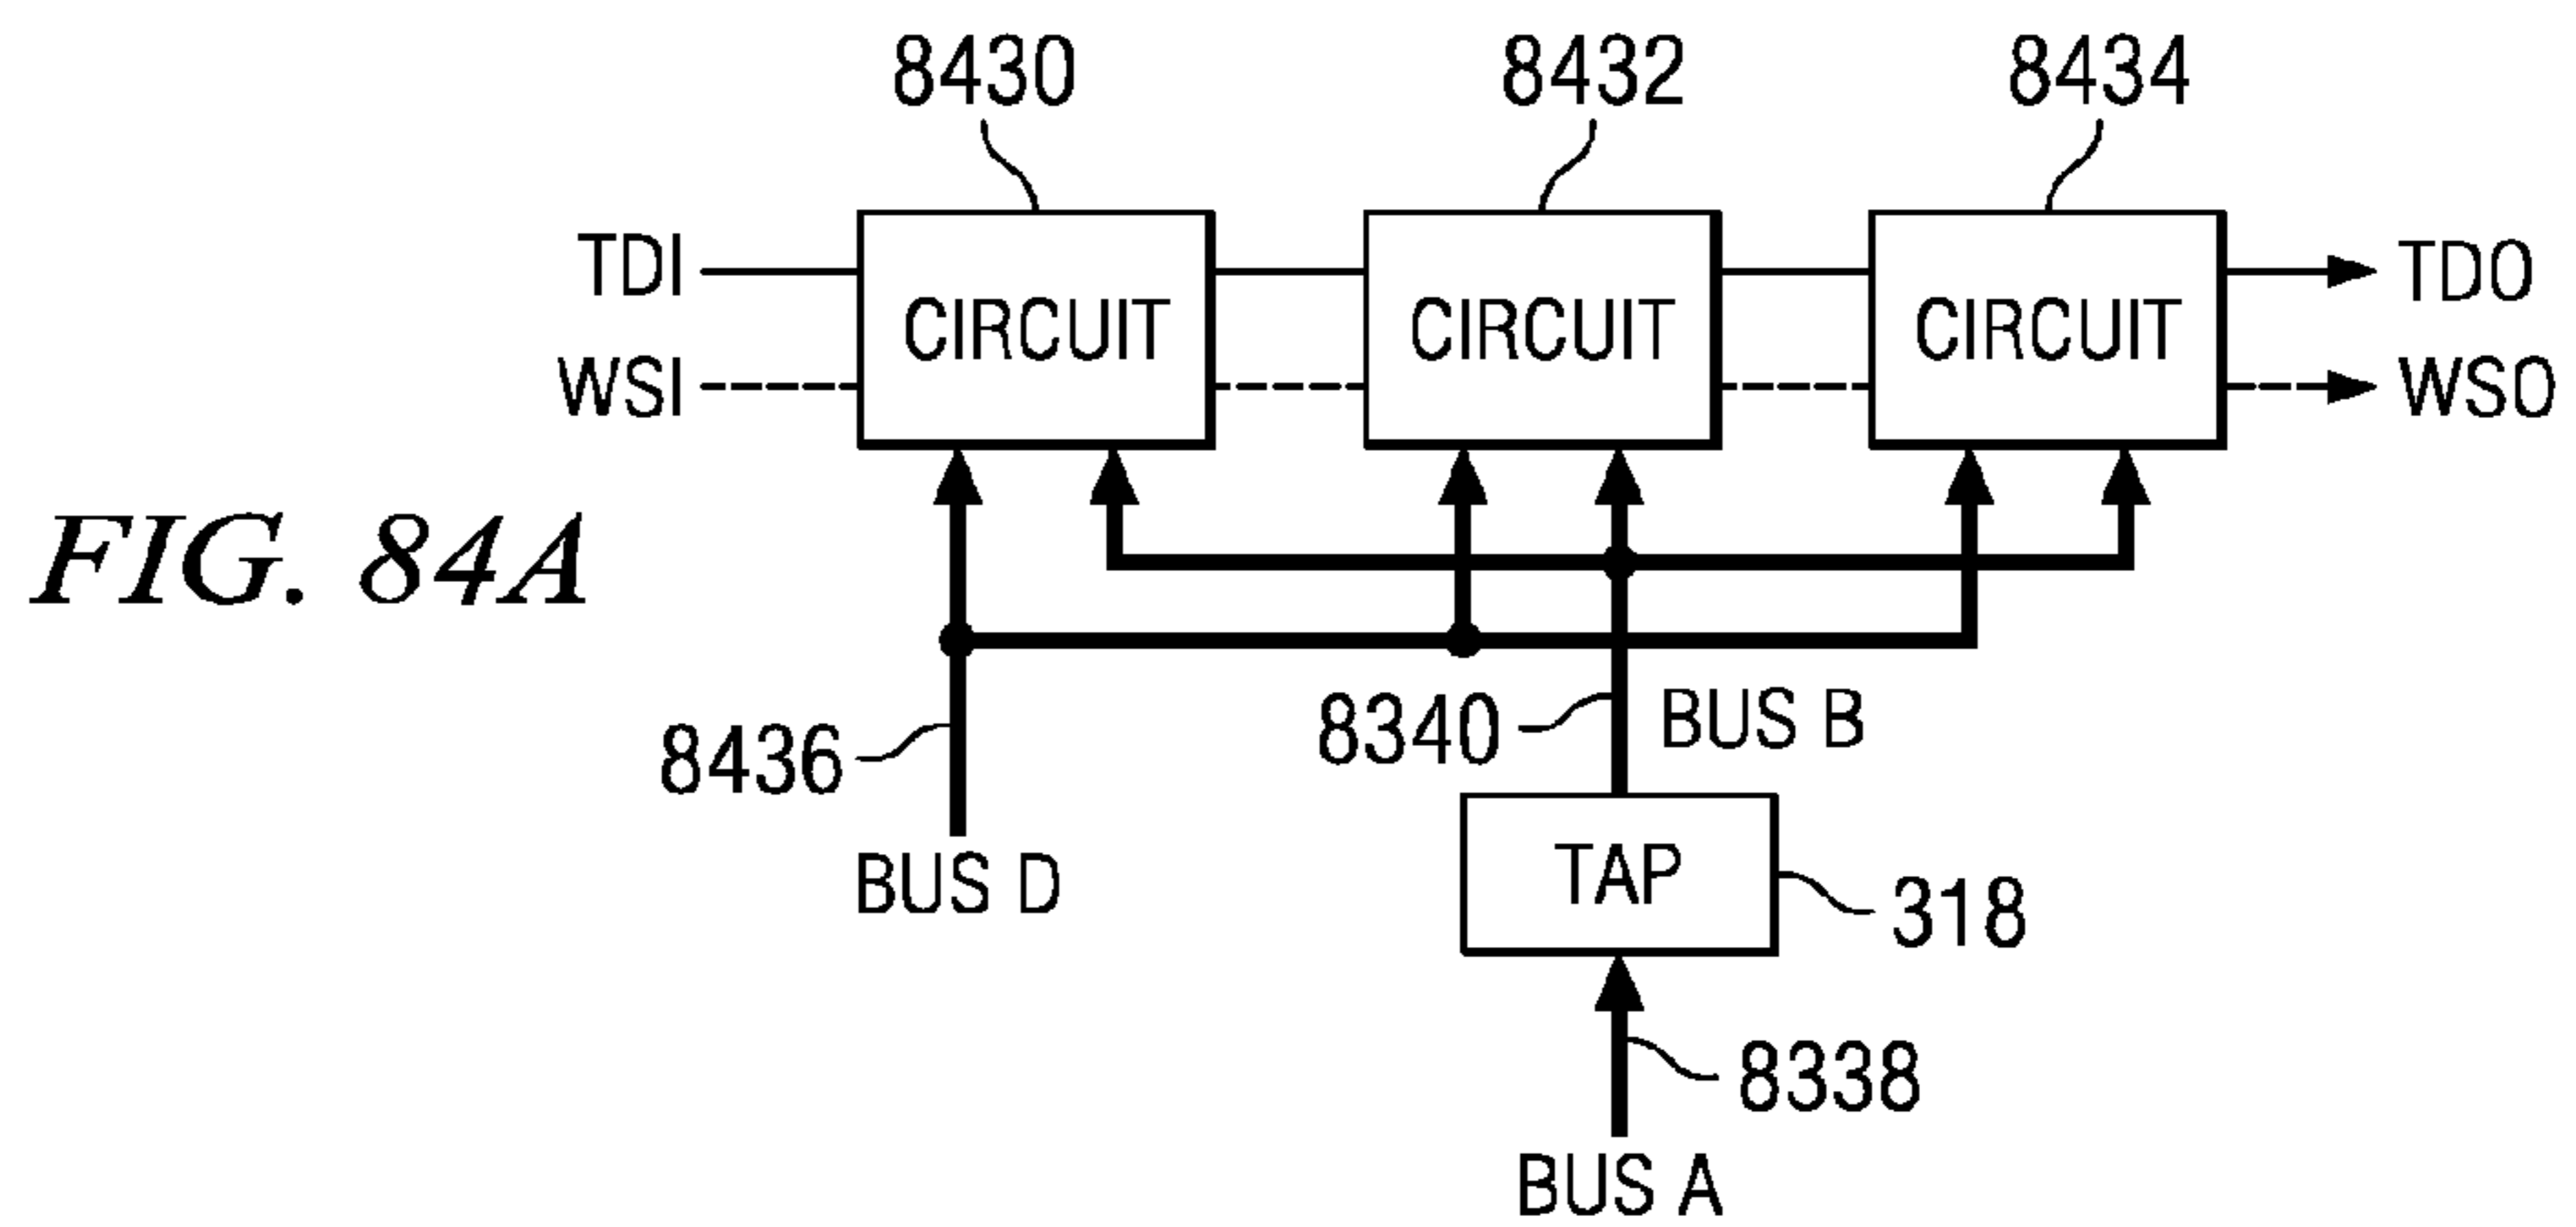 8430 8432 8434
TDI CIRCUIT CIRCUIT CIRCUIT TDO
WSI WSO
FIG. 84A
8436 8340 BUS B
BUS D TAP 318
8338
BUS A